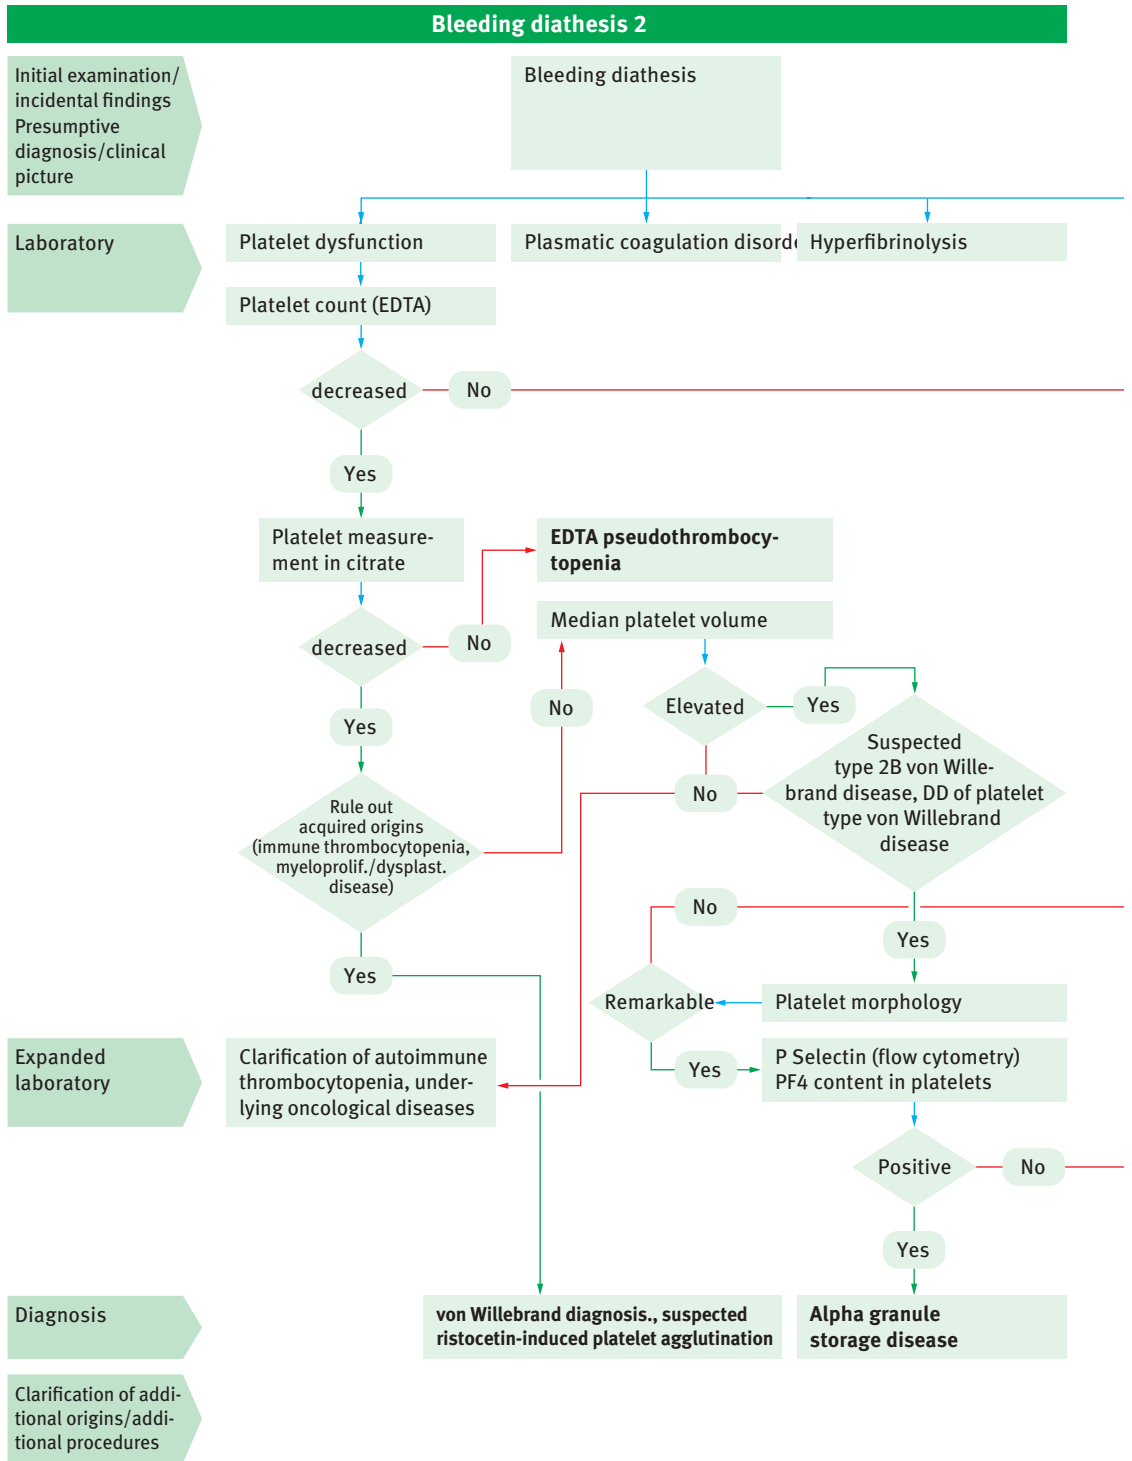 Bleeding diathesis 2
Initial examination/
incidental findings
Presumptive
diagnosis/clinical
picture
Bleeding diathesis
Laboratory
Platelet dysfunction
Plasmatic coagulation disorde
Hyperfibrinolysis
Platelet count (EDTA)
decreased
No
Yes
Platelet measure-
ment in citrate
EDTA pseudothrombocy-
topenia
decreased
No
Median platelet volume
Elevated
Yes
Yes
No
Suspected
type 2B von Wille-
brand disease, DD of platelet
type von Willebrand
disease
No
Rule out
acquired origins
(immune thrombocytopenia,
myeloprolif./dysplast.
disease)
No
Yes
Yes
Remarkable
Platelet morphology
Expanded
laboratory
Clarification of autoimmune
thrombocytopenia, under-
lying oncological diseases
Yes
P Selectin (flow cytometry)
PF4 content in platelets
Positive
No
Yes
Diagnosis
von Willebrand diagnosis., suspected
ristocetin-induced platelet agglutination
Alpha granule
storage disease
Clarification of addi-
tional origins/addi-
tional procedures